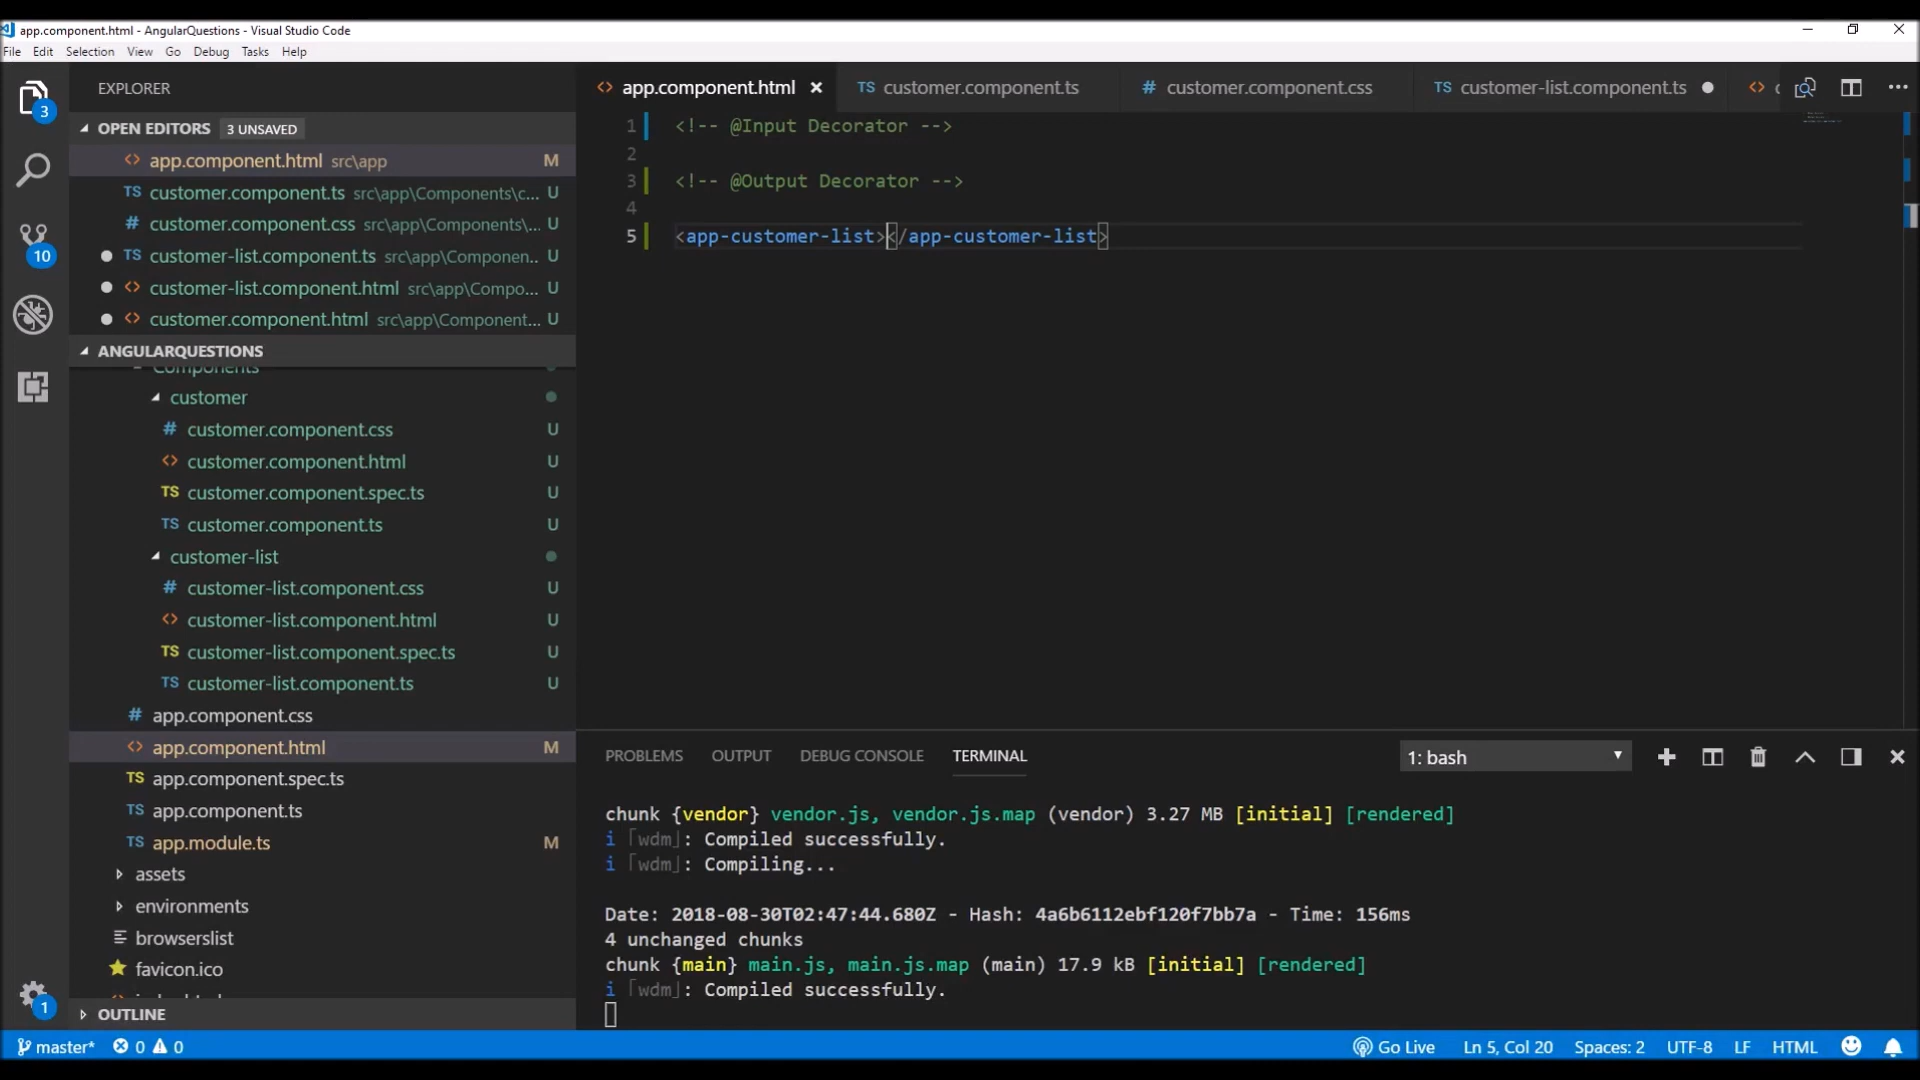 app.component.html - AngularQuestions - Visual Studio Code
File Edit Selection View Go Debug Tasks Help
EXPLORER
OPEN EDITORS 3 UNSAVED
app.component.html src\app M
customer.component.ts src\app\Components\c... U
customer.component.css src\app\Components\... U
customer-list.component.ts src\app\Componen... U
customer-list.component.html src\app\Compo... U
customer.component.html src\app\Component... U
ANGULARQUESTIONS
Components
customer
customer.component.css U
customer.component.html U
customer.component.spec.ts U
customer.component.ts U
customer-list
customer-list.component.css U
customer-list.component.html U
customer-list.component.spec.ts U
customer-list.component.ts U
app.component.css
app.component.html M
app.component.spec.ts
app.component.ts
app.module.ts M
assets
environments
browserslist
favicon.ico
OUTLINE
3
10
1
app.component.html TS customer.component.ts # customer.component.css TS customer-list.component.ts
1 <!-- @Input Decorator -->
2
3 <!-- @Output Decorator -->
4
5 <app-customer-list></app-customer-list>
PROBLEMS OUTPUT DEBUG CONSOLE TERMINAL 1: bash
chunk {vendor} vendor.js, vendor.js.map (vendor) 3.27 MB [initial] [rendered]
i ｢wdm｣: Compiled successfully.
i ｢wdm｣: Compiling...
Date: 2018-08-30T02:47:44.680Z - Hash: 4a6b6112ebf120f7bb7a - Time: 156ms
4 unchanged chunks
chunk {main} main.js, main.js.map (main) 17.9 kB [initial] [rendered]
i ｢wdm｣: Compiled successfully.
master* 0 0 Go Live Ln 5, Col 20 Spaces: 2 UTF-8 LF HTML